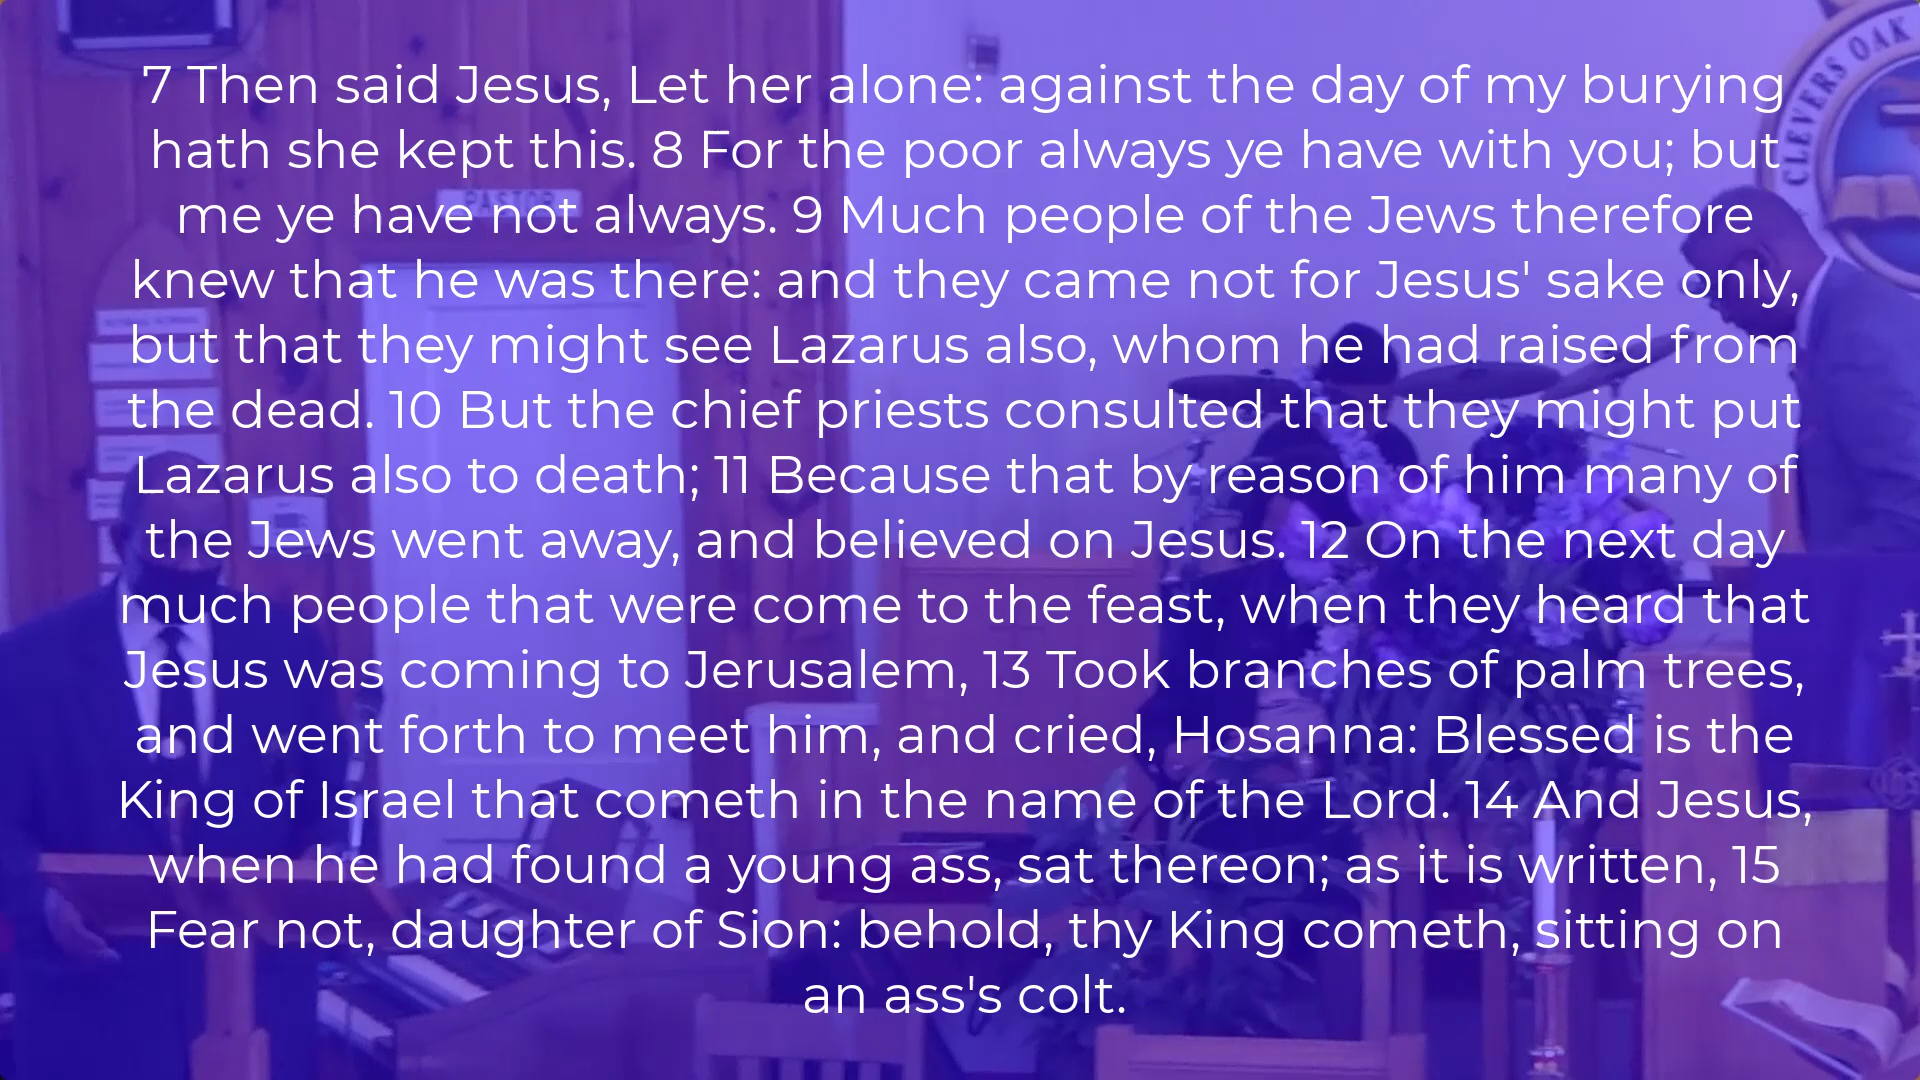 7 Then said Jesus, Let her alone: against the day of my burying
hath she kept this. 8 For the poor always ye have with you; but
me ye have not always. 9 Much people of the Jews therefore
knew that he was there: and they came not for Jesus' sake only,
but that they might see Lazarus also, whom he had raised from
the dead. 10 But the chief priests consulted that they might put
Lazarus also to death; 11 Because that by reason of him many of
the Jews went away, and believed on Jesus. 12 On the next day
much people that were come to the feast, when they heard that
Jesus was coming to Jerusalem, 13 Took branches of palm trees,
and went forth to meet him, and cried, Hosanna: Blessed is the
King of Israel that cometh in the name of the Lord. 14 And Jesus,
when he had found a young ass, sat thereon; as it is written, 15
Fear not, daughter of Sion: behold, thy King cometh, sitting on
an ass's colt.
PASTOR
CLEVERS OAK